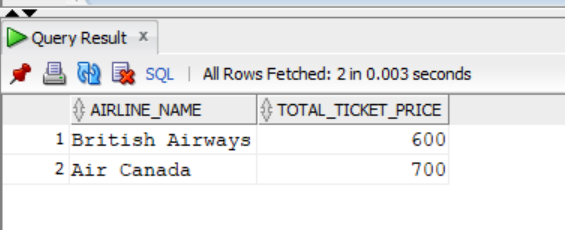 Query Result x
SQL | All Rows Fetched: 2 in 0.003 seconds
AIRLINE_NAME TOTAL_TICKET_PRICE
1 British Airways 600
2 Air Canada 700